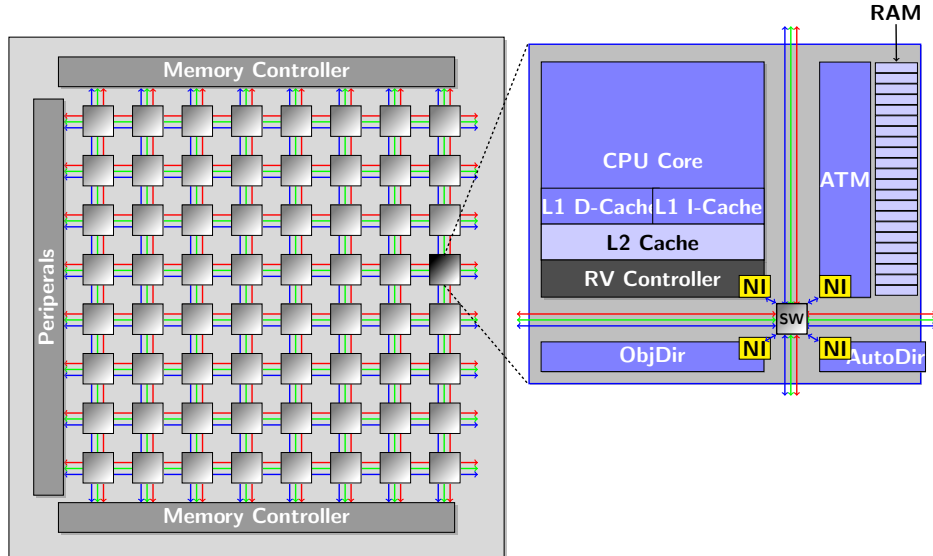 RAM
Memory Controller
Periperals
Memory Controller
CPU Core
L1 D-Cache
L1 I-Cache
L2 Cache
RV Controller
ATM
NI
NI
SW
NI
NI
ObjDir
AutoDir